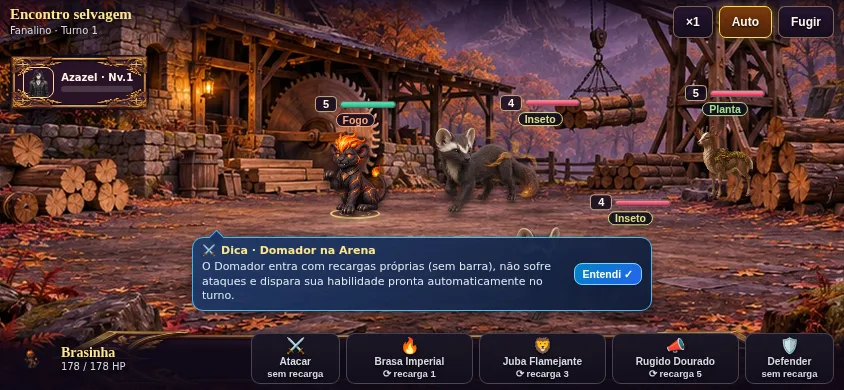 Encontro selvagem
Fanalino · Turno 1
×1
Auto
Fugir
Azazel · Nv.1
5
Fogo
4
Inseto
5
Planta
4
Inseto
⚔️ Dica · Domador na Arena
O Domador entra com recargas próprias (sem barra), não sofre
ataques e dispara sua habilidade pronta automaticamente no
turno.
Entendi ✓
Brasinha
178 / 178 HP
Atacar
sem recarga
Brasa Imperial
⟳ recarga 1
Juba Flamejante
⟳ recarga 3
Rugido Dourado
⟳ recarga 5
Defender
sem recarga